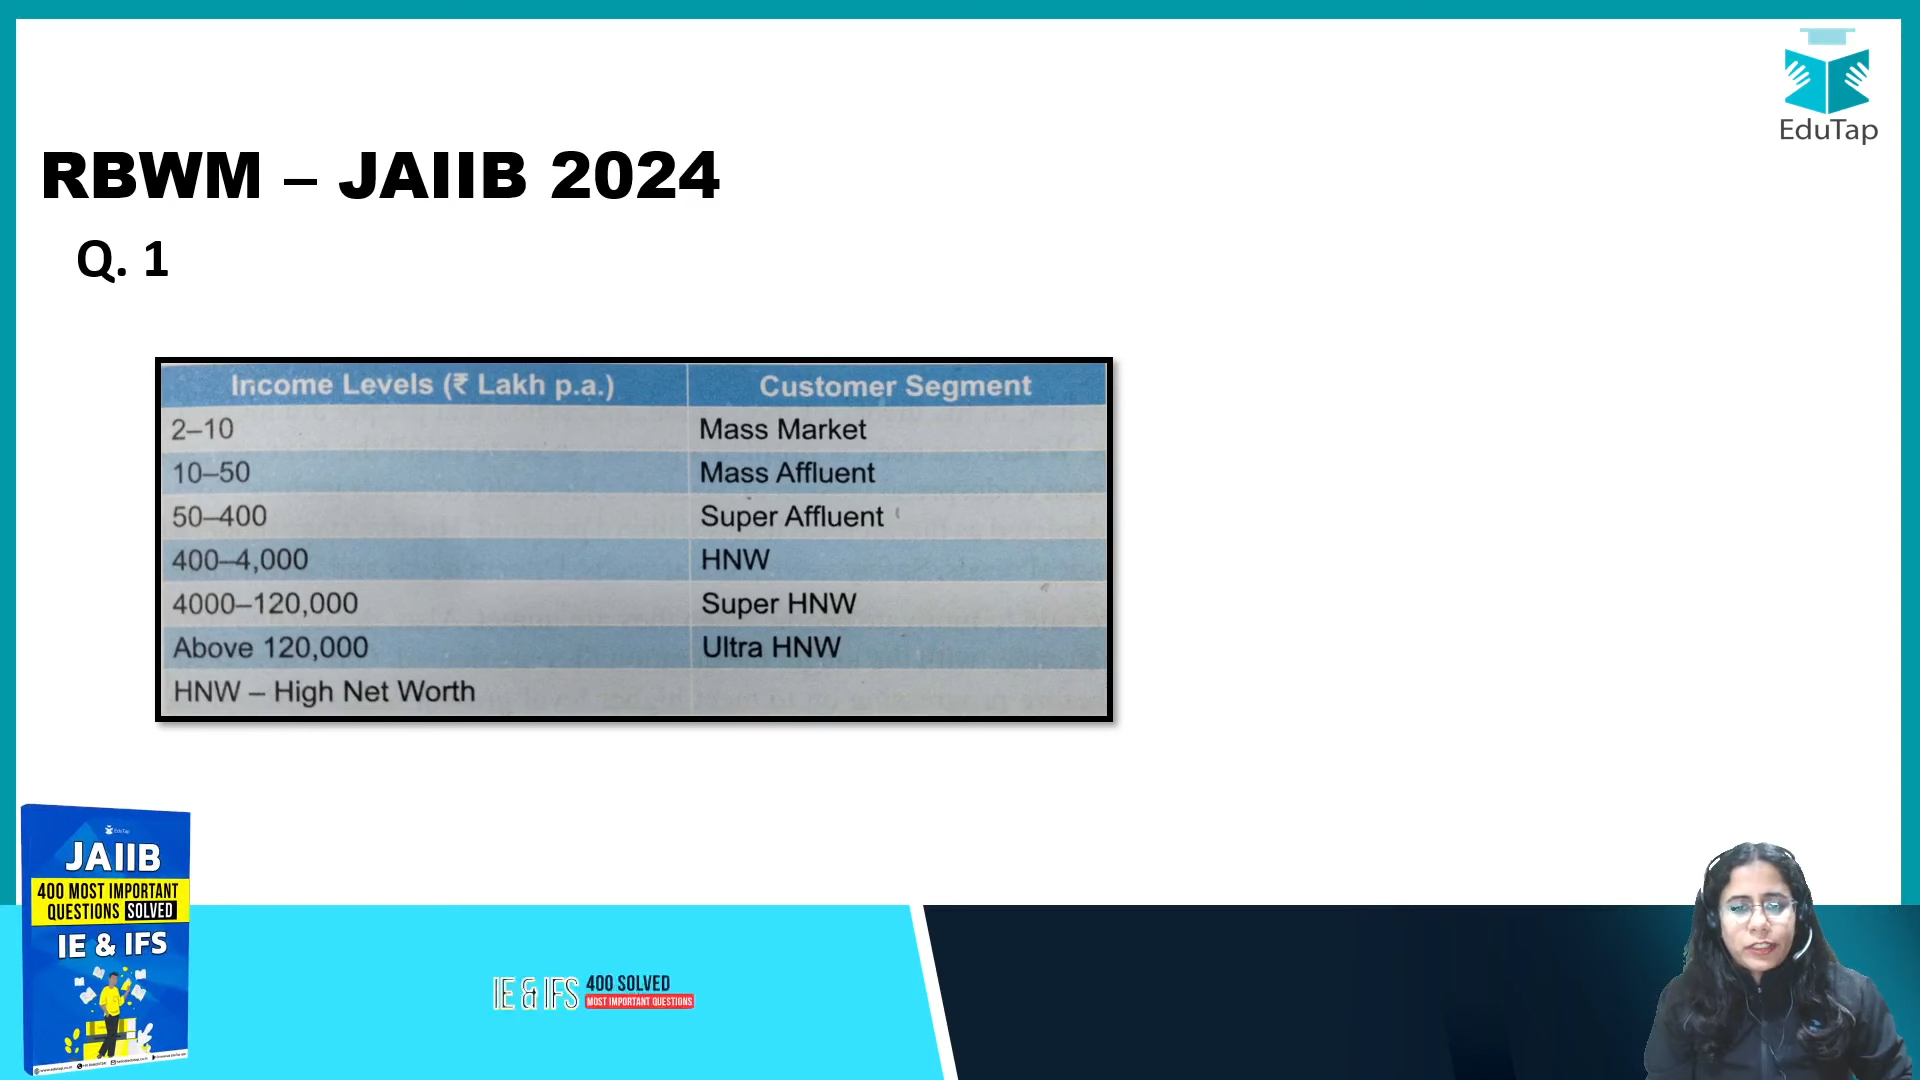 EduTap
RBWM – JAIIB 2024
Q. 1
Income Levels (₹ Lakh p.a.) Customer Segment
2–10 Mass Market
10–50 Mass Affluent
50–400 Super Affluent
400–4,000 HNW
4000–120,000 Super HNW
Above 120,000 Ultra HNW
HNW – High Net Worth
EduTap
JAIIB
400 MOST IMPORTANT
QUESTIONS SOLVED
IE & IFS
IE & IFS 400 SOLVED
MOST IMPORTANT QUESTIONS